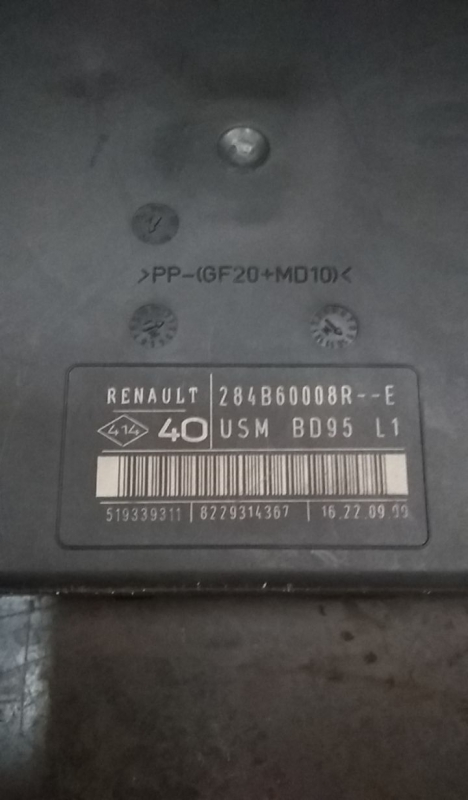 >PP-(GF20+MD10)<
RENAULT 284B60008R--E
414 40 USM BD95 L1
519339311 8229314367 16.22.09.99